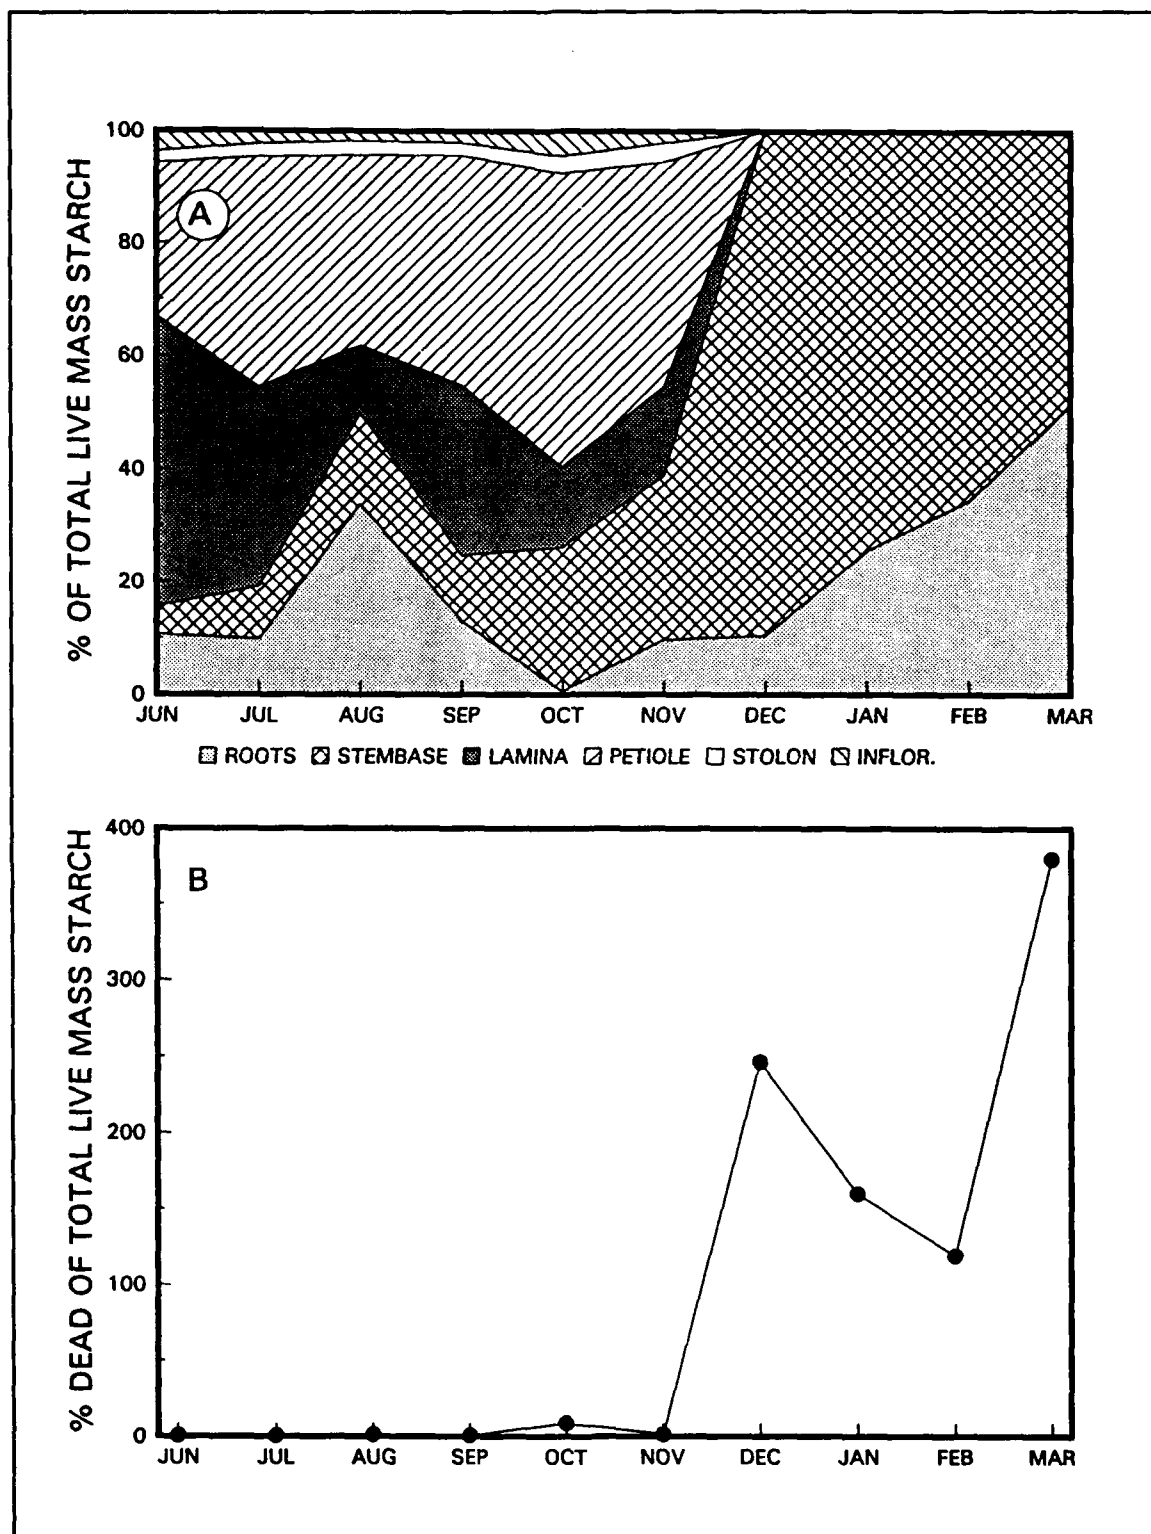 % OF TOTAL LIVE MASS STARCH
100
80
60
40
20
0
A
JUN JUL AUG SEP OCT NOV DEC JAN FEB MAR
ROOTS STEMBASE LAMINA PETIOLE STOLON INFLOR.
% DEAD OF TOTAL LIVE MASS STARCH
400
300
200
100
0
B
JUN JUL AUG SEP OCT NOV DEC JAN FEB MAR